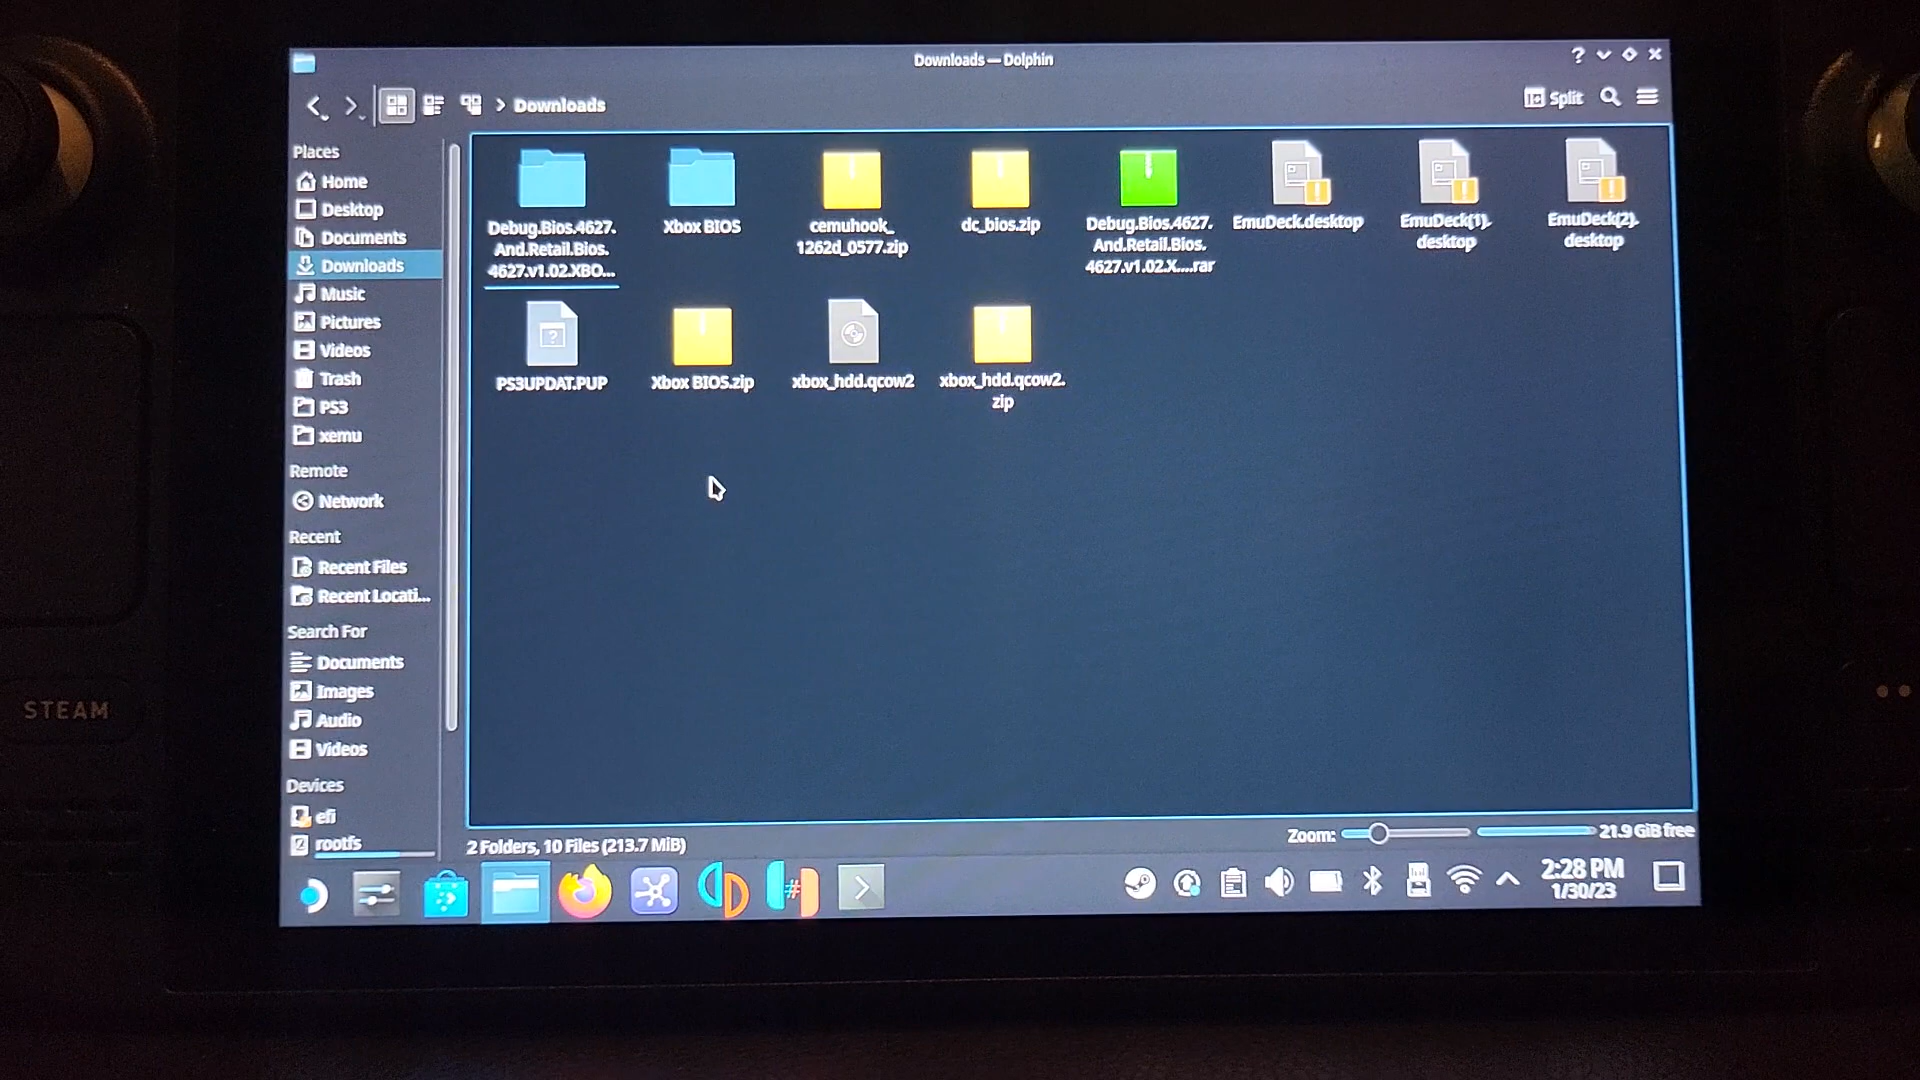 Downloads — Dolphin
Downloads
Split
Places
Home
Desktop
Documents
Downloads
Music
Pictures
Videos
Trash
PS3
xemu
Remote
Network
Recent
Recent Files
Recent Locati...
Search For
Documents
Images
Audio
Videos
Devices
efi
rootfs
Debug.Bios.4627.
And.Retail.Bios.
4627.v1.02.XBO...
Xbox BIOS
cemuhook_
1262d_0577.zip
dc_bios.zip
Debug.Bios.4627.
And.Retail.Bios.
4627.v1.02.X....rar
EmuDeck.desktop
EmuDeck(1).
desktop
EmuDeck(2).
desktop
PS3UPDAT.PUP
Xbox BIOS.zip
xbox_hdd.qcow2
xbox_hdd.qcow2.
zip
2 Folders, 10 Files (213.7 MiB)
Zoom:
21.9 GiB free
2:28 PM
1/30/23
STEAM